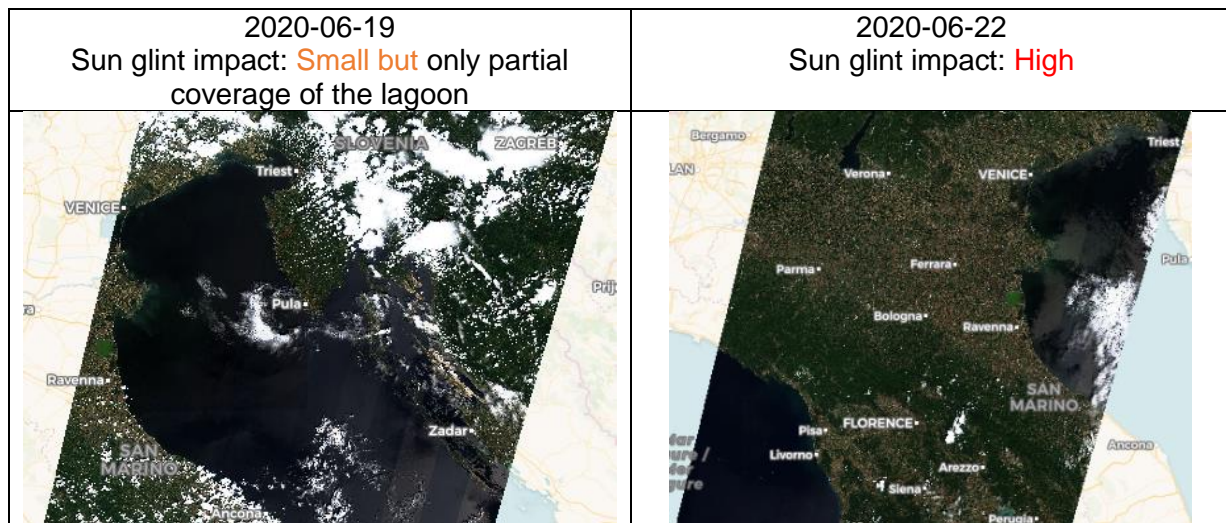 2020-06-19
Sun glint impact: Small but only partial
coverage of the lagoon
2020-06-22
Sun glint impact: High
SLOVENIA
ZAGREB
Triest
VENICE
Pula
Prij
Ravenna
Zadar
SAN
MARINO
Ancona
Bergamo
LAN
Verona
VENICE
Triest
Parma
Ferrara
Pula
Bologna
Ravenna
SAN
MARINO
Pisa
FLORENCE
Livorno
Ancona
Arezzo
Siena
Perugia